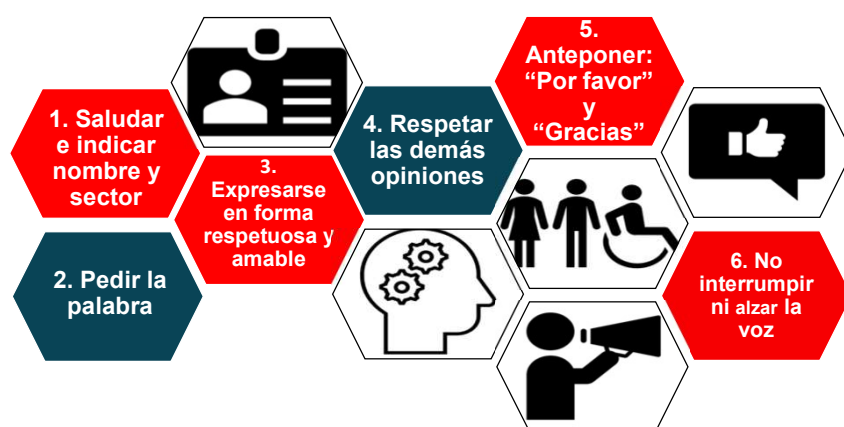 1. Saludar
e indicar
nombre y
sector
2. Pedir la
palabra
3.
Expresarse
en forma
respetuosa y
amable
4. Respetar
las demás
opiniones
5.
Anteponer:
“Por favor”
y
“Gracias”
6. No
interrumpir
ni alzar la
voz